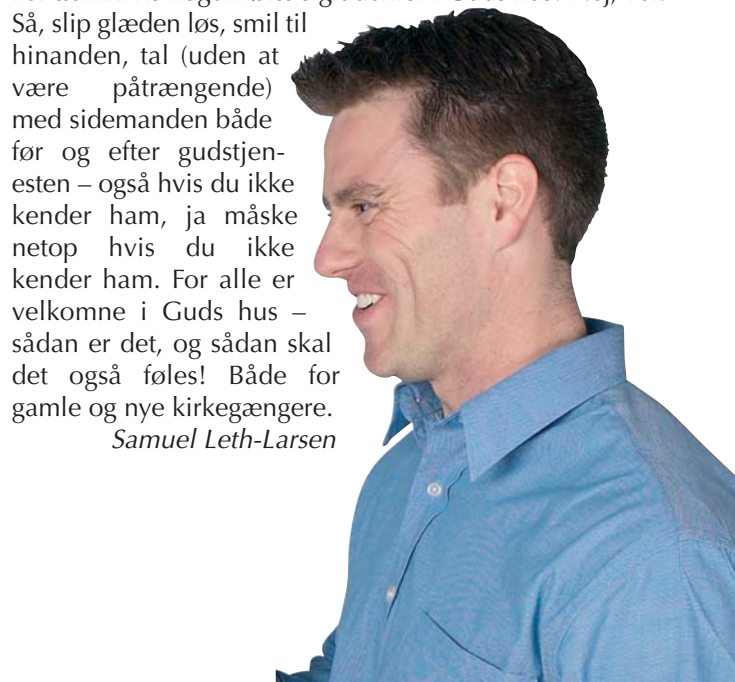 Så, slip glæden løs, smil til
hinanden, tal (uden at
være påtrængende)
med sidemanden både
før og efter gudstjen-
esten – også hvis du ikke
kender ham, ja måske
netop hvis du ikke
kender ham. For alle er
velkomne i Guds hus –
sådan er det, og sådan skal
det også føles! Både for
gamle og nye kirkegængere.
Samuel Leth-Larsen